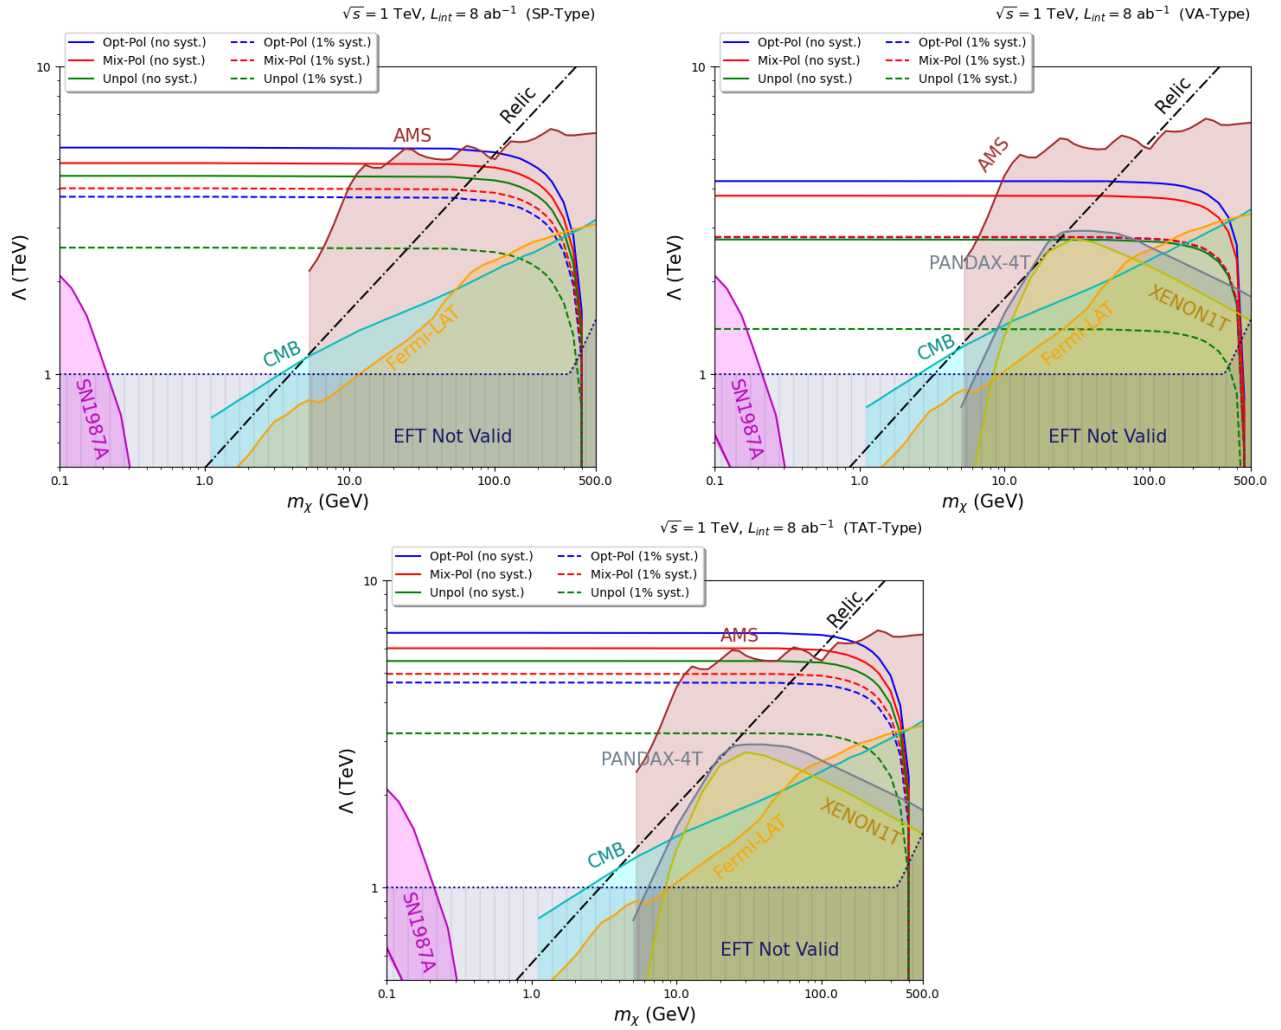 √s = 1 TeV, L_int = 8 ab⁻¹ (SP-Type)
Opt-Pol (no syst.) Opt-Pol (1% syst.)
Mix-Pol (no syst.) Mix-Pol (1% syst.)
Unpol (no syst.) Unpol (1% syst.)
10
1
Λ (TeV)
Relic
AMS
CMB
Fermi-LAT
SN1987A
EFT Not Valid
0.1 1.0 10.0 100.0 500.0
m_χ (GeV)
√s = 1 TeV, L_int = 8 ab⁻¹ (VA-Type)
Opt-Pol (no syst.) Opt-Pol (1% syst.)
Mix-Pol (no syst.) Mix-Pol (1% syst.)
Unpol (no syst.) Unpol (1% syst.)
10
1
Λ (TeV)
Relic
AMS
PANDAX-4T
XENON1T
CMB
Fermi-LAT
SN1987A
EFT Not Valid
0.1 1.0 10.0 100.0 500.0
m_χ (GeV)
√s = 1 TeV, L_int = 8 ab⁻¹ (TAT-Type)
Opt-Pol (no syst.) Opt-Pol (1% syst.)
Mix-Pol (no syst.) Mix-Pol (1% syst.)
Unpol (no syst.) Unpol (1% syst.)
10
1
Λ (TeV)
Relic
AMS
PANDAX-4T
XENON1T
CMB
Fermi-LAT
SN1987A
EFT Not Valid
0.1 1.0 10.0 100.0 500.0
m_χ (GeV)